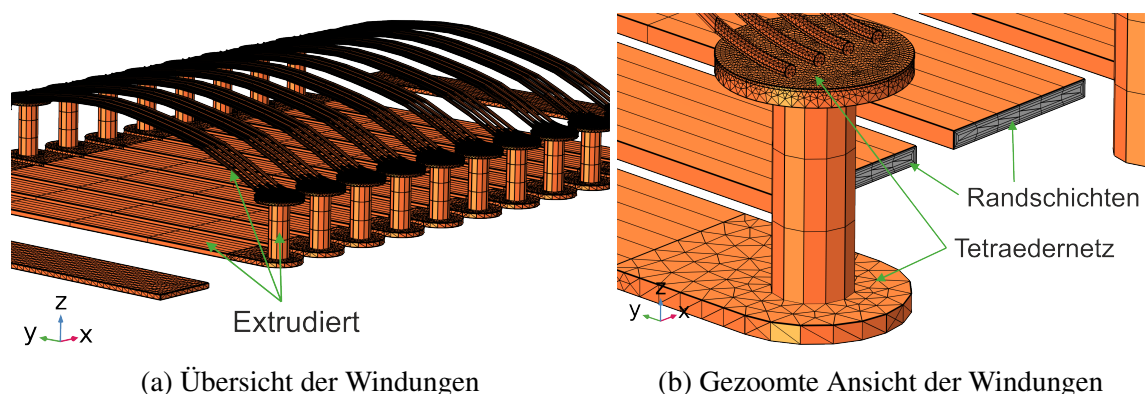 Extrudiert
z
y
x
(a) Übersicht der Windungen
Randschichten
Tetraedernetz
z
y
x
(b) Gezoomte Ansicht der Windungen